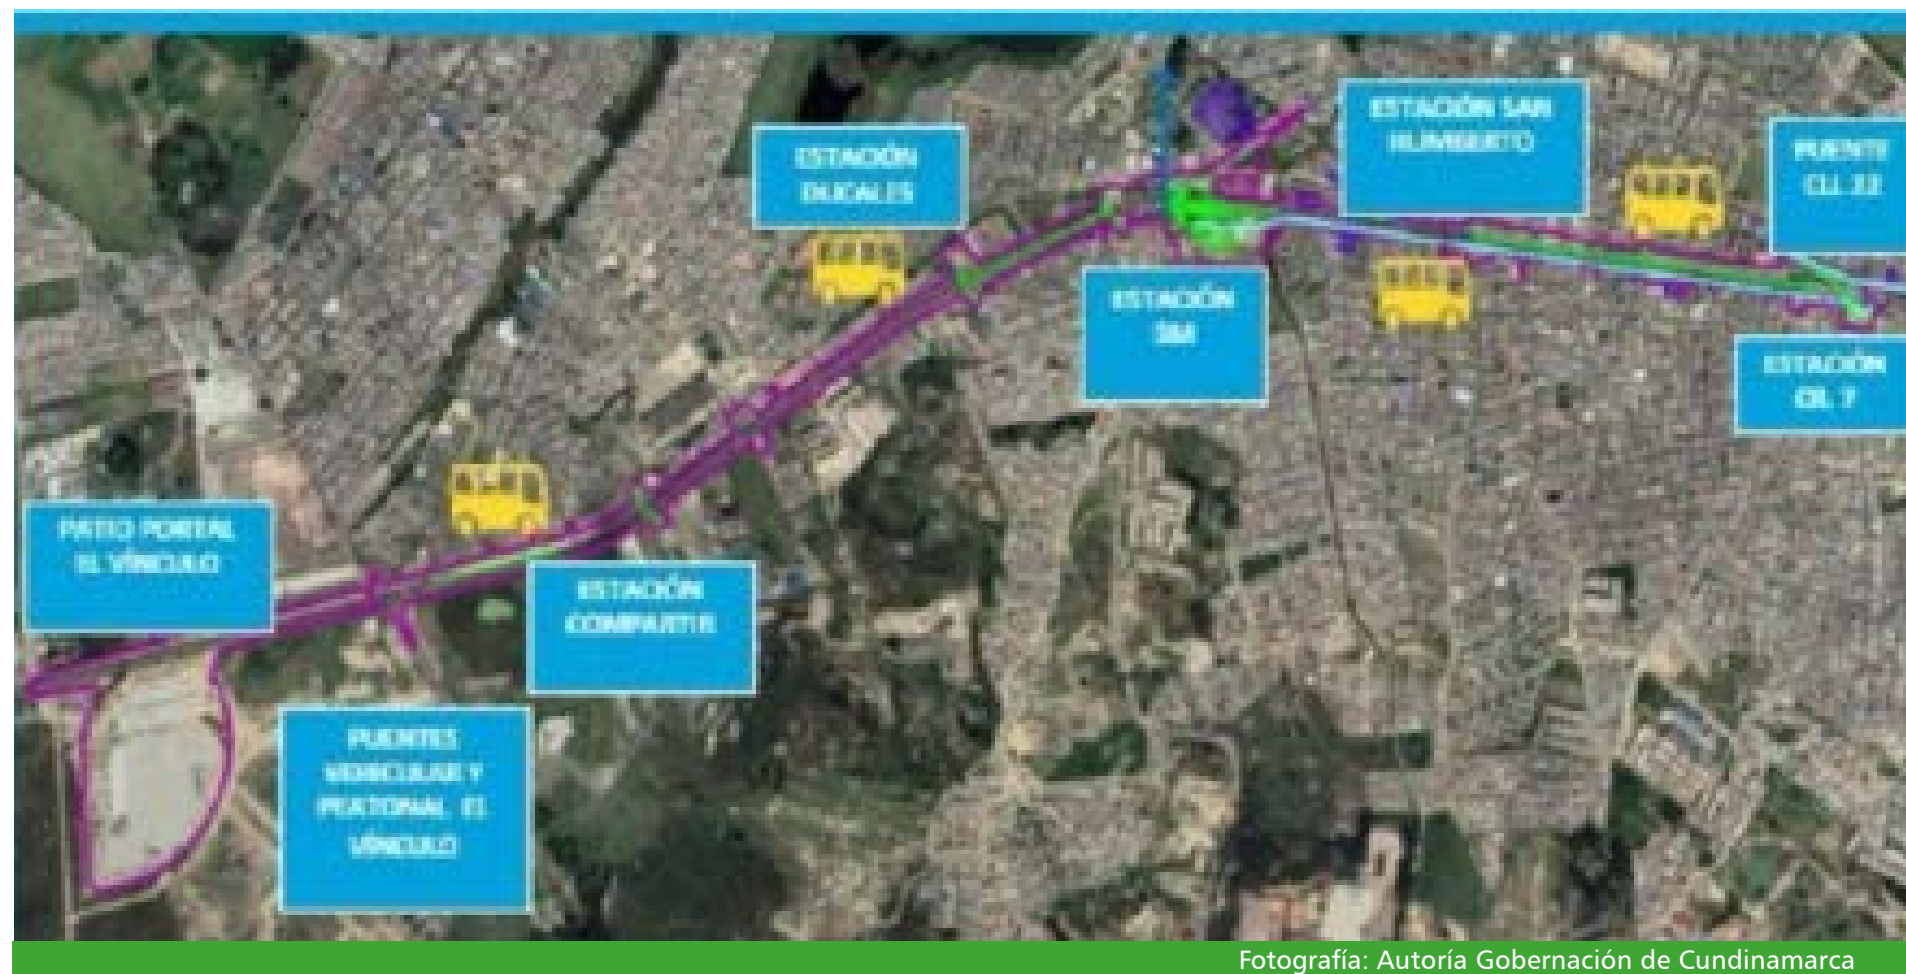 ESTACIÓN SAN
HUMBERTO
PUENTE
CLL 22
ESTACIÓN
DUCALES
ESTACIÓN
3M
ESTACIÓN
CR. 7
PATIO PORTAL
EL VÍNCULO
ESTACIÓN
COMPARTIR
PUENTES
VEHICULAR Y
PEATONAL EL
VÍNCULO
Fotografía: Autoría Gobernación de Cundinamarca